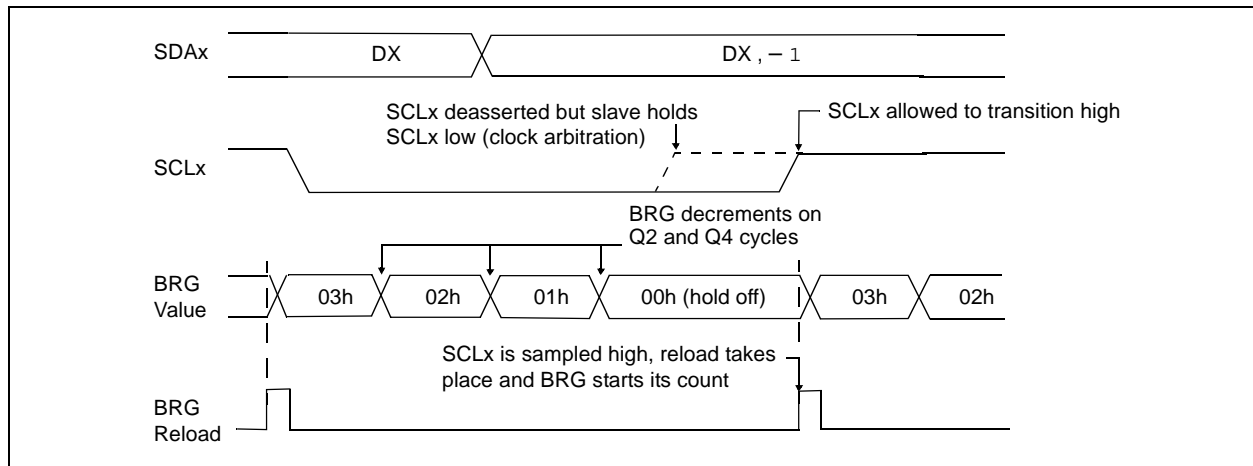 SDAx
DX
DX , – 1
SCLx deasserted but slave holds
SCLx low (clock arbitration)
SCLx allowed to transition high
SCLx
BRG decrements on
Q2 and Q4 cycles
BRG
Value
03h
02h
01h
00h (hold off)
03h
02h
SCLx is sampled high, reload takes
place and BRG starts its count
BRG
Reload